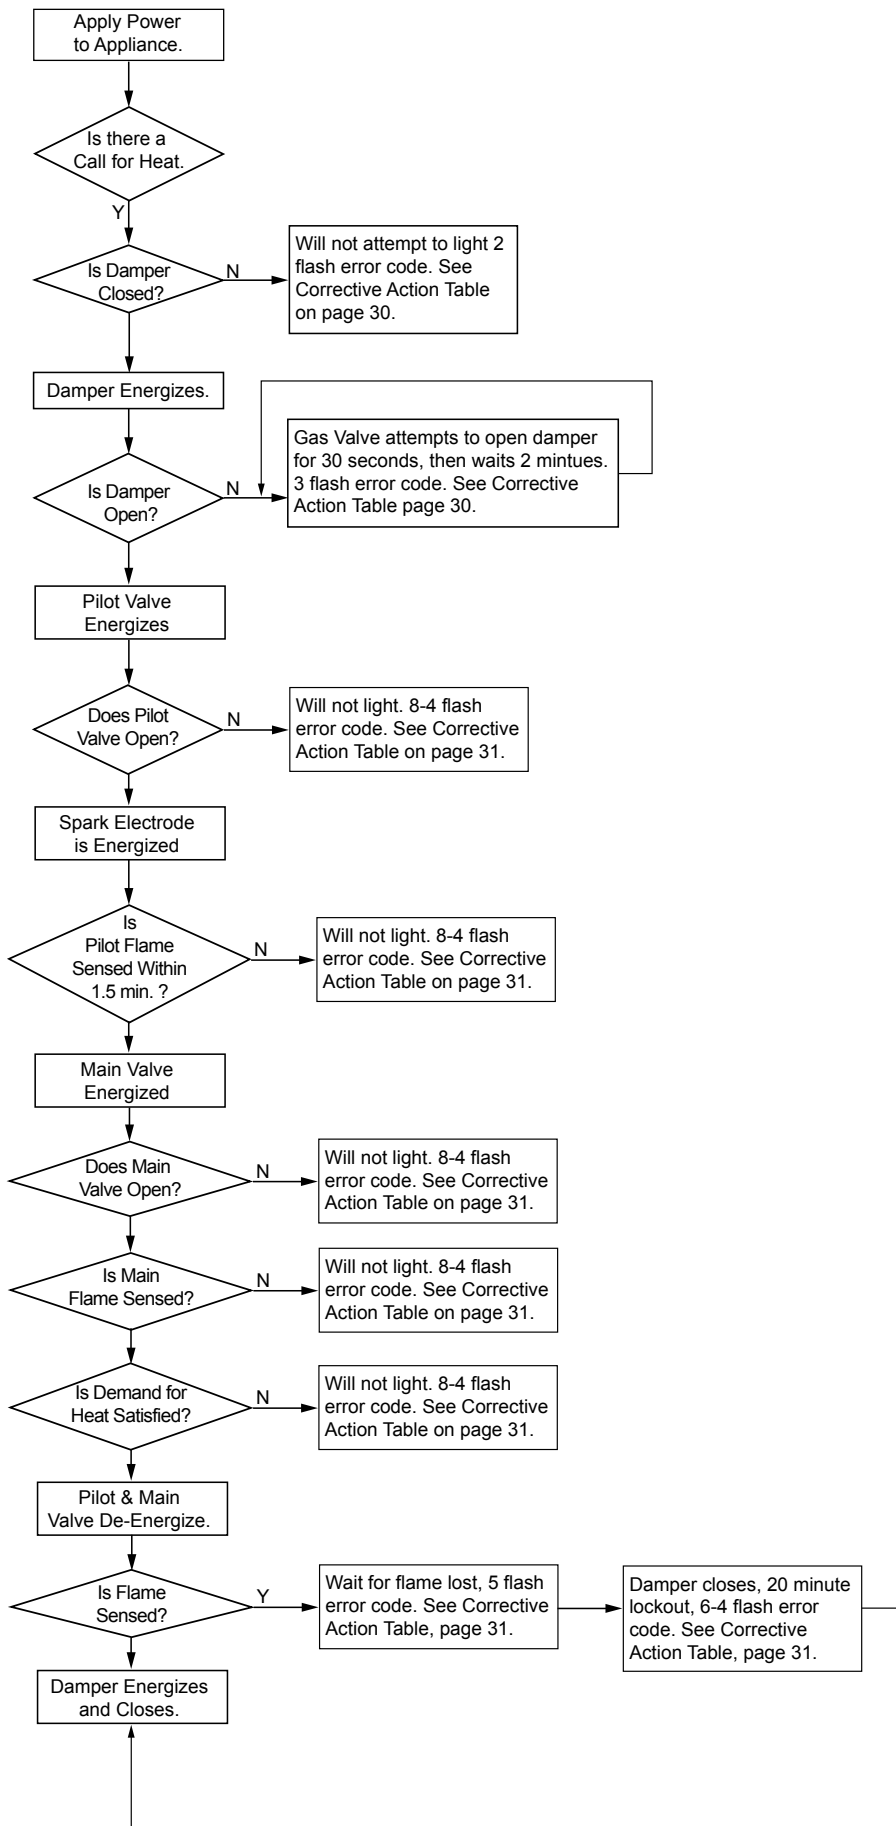 Apply Power
to Appliance.
Is there a
Call for Heat.
Y
Is Damper
Closed?
N
Will not attempt to light 2
flash error code. See
Corrective Action Table
on page 30.
Damper Energizes.
Is Damper
Open?
N
Gas Valve attempts to open damper
for 30 seconds, then waits 2 mintues.
3 flash error code. See Corrective
Action Table page 30.
Pilot Valve
Energizes
Does Pilot
Valve Open?
N
Will not light. 8-4 flash
error code. See Corrective
Action Table on page 31.
Spark Electrode
is Energized
Is
Pilot Flame
Sensed Within
1.5 min. ?
N
Will not light. 8-4 flash
error code. See Corrective
Action Table on page 31.
Main Valve
Energized
Does Main
Valve Open?
N
Will not light. 8-4 flash
error code. See Corrective
Action Table on page 31.
Is Main
Flame Sensed?
N
Will not light. 8-4 flash
error code. See Corrective
Action Table on page 31.
Is Demand for
Heat Satisfied?
N
Will not light. 8-4 flash
error code. See Corrective
Action Table on page 31.
Pilot & Main
Valve De-Energize.
Is Flame
Sensed?
Y
Wait for flame lost, 5 flash
error code. See Corrective
Action Table, page 31.
Damper closes, 20 minute
lockout, 6-4 flash error
code. See Corrective
Action Table, page 31.
Damper Energizes
and Closes.